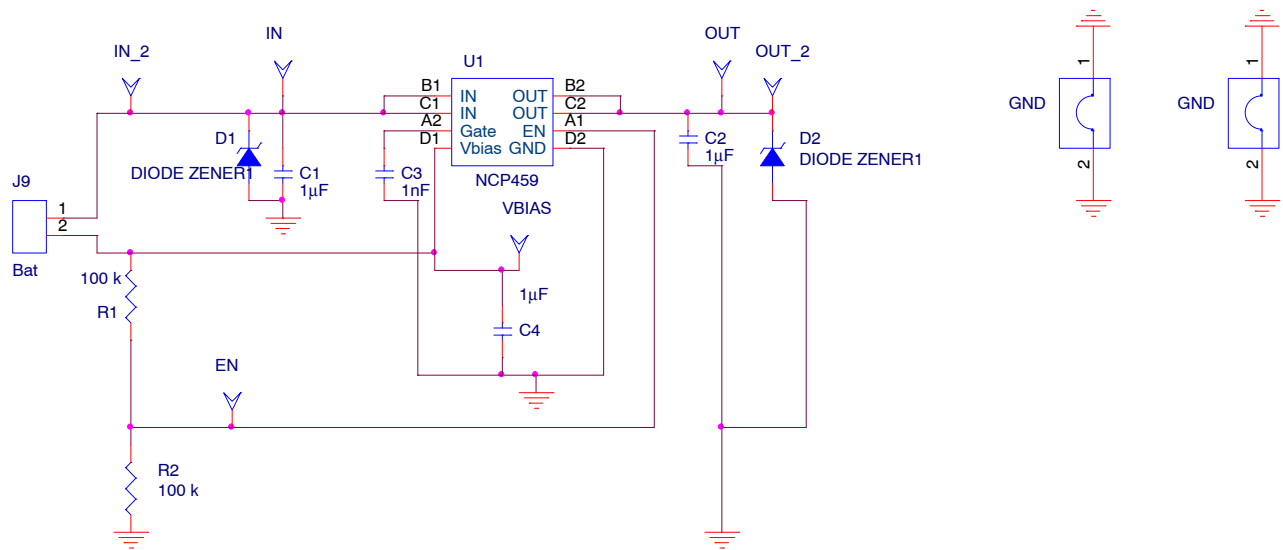 IN
OUT
IN_2
OUT_2
U1
B1
IN
OUT
B2
C1
IN
OUT
C2
A2
Gate
EN
A1
D1
Vbias
GND
D2
NCP459
D1
DIODE ZENER1
C1
1μF
C3
1nF
C2
1μF
D2
DIODE ZENER1
GND
1
2
GND
1
2
J9
1
2
Bat
VBIAS
100 k
R1
1μF
C4
EN
R2
100 k